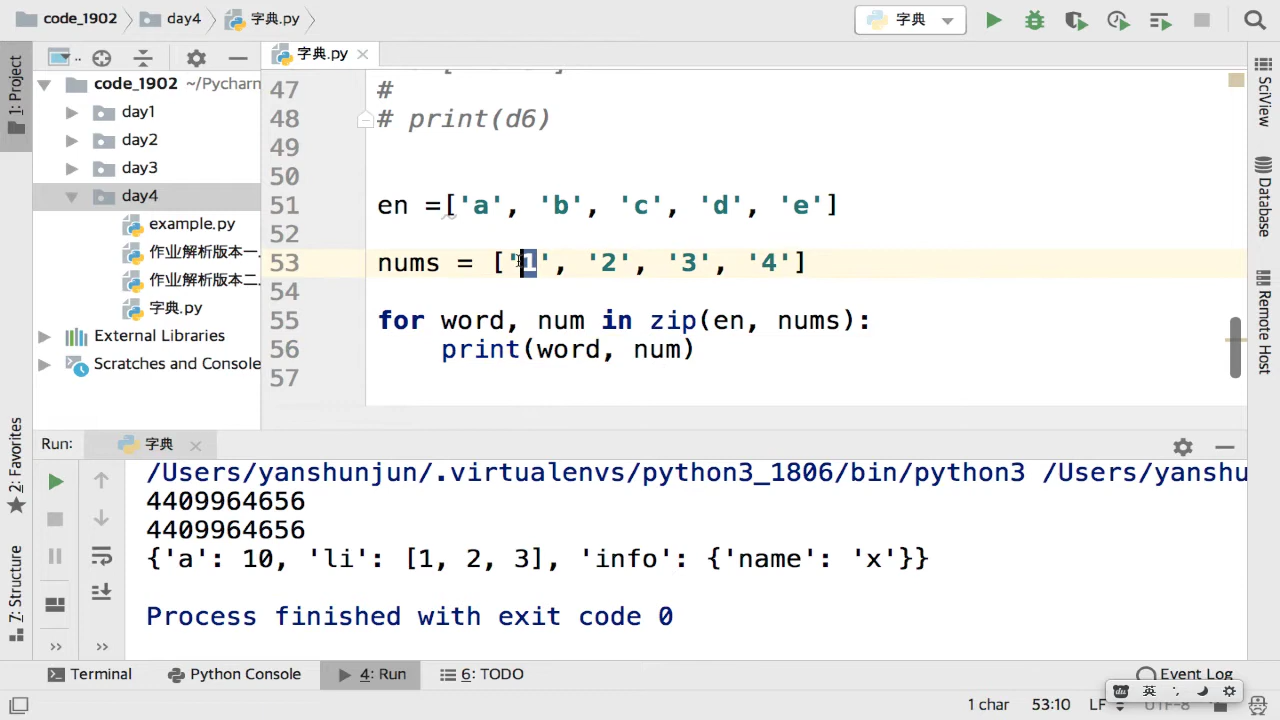 code_1902 day4 字典.py 字典
1: Project
字典.py
code_1902 ~/Pycharm
day1
day2
day3
day4
example.py
作业解析版本一.
作业解析版本二.
字典.py
External Libraries
Scratches and Console
47 #
48 # print(d6)
49
50
51 en =['a', 'b', 'c', 'd', 'e']
52
53 nums = ['1', '2', '3', '4']
54
55 for word, num in zip(en, nums):
56 print(word, num)
57
SciView
Database
Remote Host
2: Favorites
7: Structure
Run: 字典
/Users/yanshunjun/.virtualenvs/python3_1806/bin/python3 /Users/yanshu
4409964656
4409964656
{'a': 10, 'li': [1, 2, 3], 'info': {'name': 'x'}}
Process finished with exit code 0
Terminal Python Console 4: Run 6: TODO Event Log
英
1 char 53:10 LF UTF-8